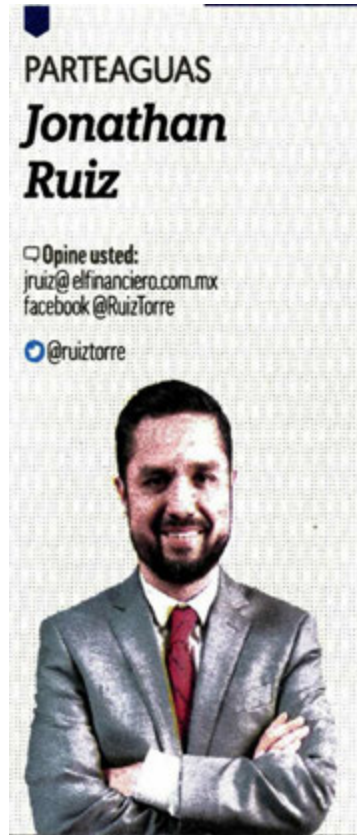 PARTEAGUAS
Jonathan
Ruiz
Opine usted:
jruiz@elfinanciero.com.mx
facebook @RuizTorre
@ruiztorre